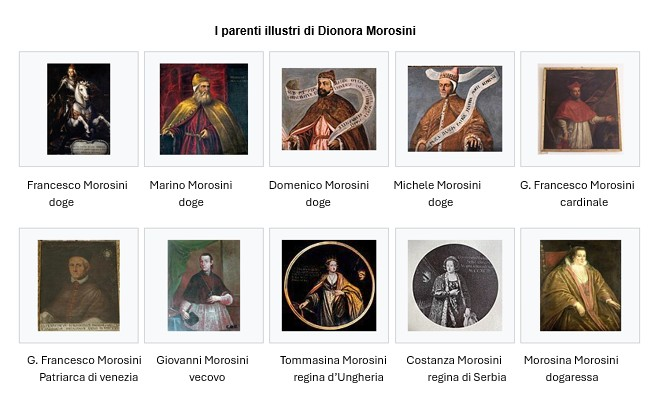 I parenti illustri di Dionora Morosini
Francesco Morosini
doge
Marino Morosini
doge
Domenico Morosini
doge
Michele Morosini
doge
G. Francesco Morosini
cardinale
G. Francesco Morosini
Patriarca di venezia
Giovanni Morosini
vecovo
Tommasina Morosini
regina d'Ungheria
Costanza Morosini
regina di Serbia
Morosina Morosini
dogaressa